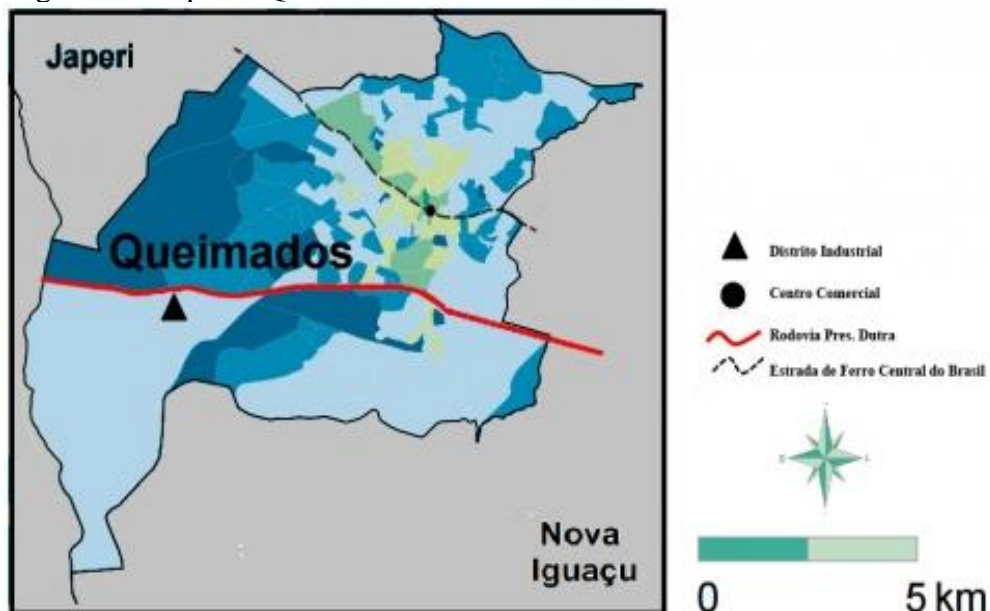 Japeri
Queimados
Nova
Iguaçu
Distrito Industrial
Centro Comercial
Rodovia Pres. Dutra
Estrada de Ferro Central do Brasil
L
0
5 km